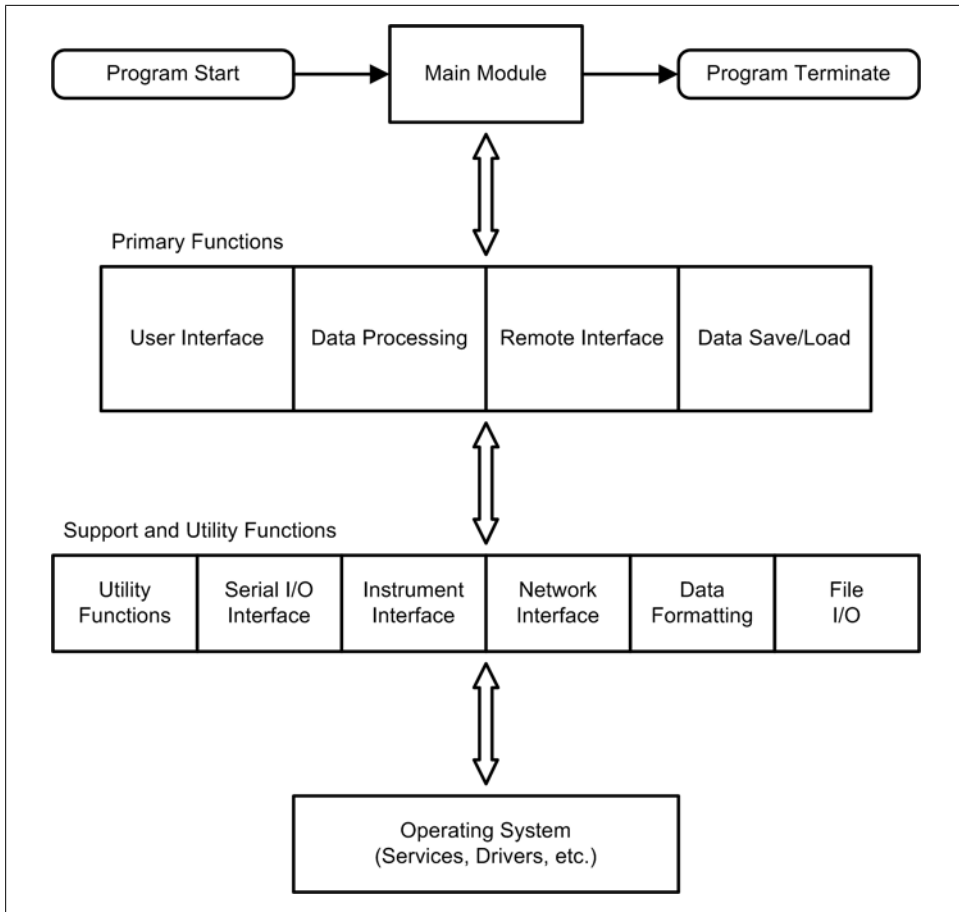 Program Start
Main Module
Program Terminate
Primary Functions
User Interface
Data Processing
Remote Interface
Data Save/Load
Support and Utility Functions
Utility
Functions
Serial I/O
Interface
Instrument
Interface
Network
Interface
Data
Formatting
File
I/O
Operating System
(Services, Drivers, etc.)